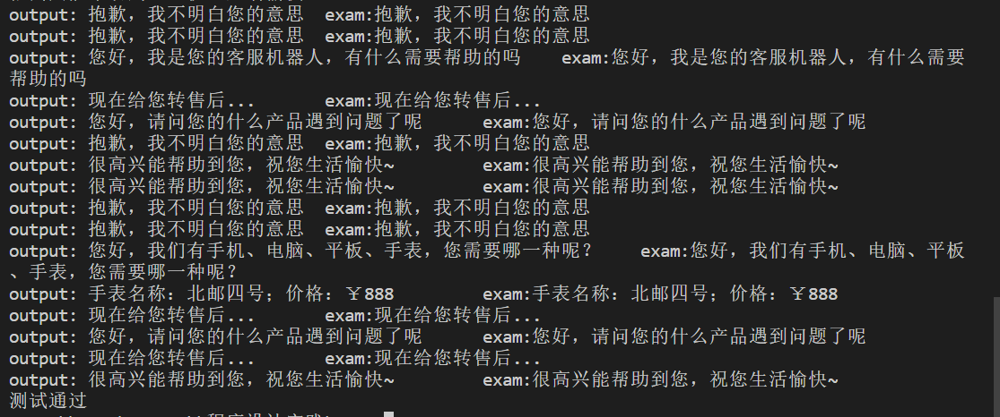 output: 抱歉，我不明白您的意思  exam:抱歉，我不明白您的意思
output: 抱歉，我不明白您的意思  exam:抱歉，我不明白您的意思
output: 您好，我是您的客服机器人，有什么需要帮助的吗    exam:您好，我是您的客服机器人，有什么需要
帮助的吗
output: 现在给您转售后...       exam:现在给您转售后...
output: 您好，请问您的什么产品遇到问题了呢      exam:您好，请问您的什么产品遇到问题了呢
output: 抱歉，我不明白您的意思  exam:抱歉，我不明白您的意思
output: 很高兴能帮助到您，祝您生活愉快~         exam:很高兴能帮助到您，祝您生活愉快~
output: 很高兴能帮助到您，祝您生活愉快~         exam:很高兴能帮助到您，祝您生活愉快~
output: 抱歉，我不明白您的意思  exam:抱歉，我不明白您的意思
output: 抱歉，我不明白您的意思  exam:抱歉，我不明白您的意思
output: 您好，我们有手机、电脑、平板、手表，您需要哪一种呢？    exam:您好，我们有手机、电脑、平板
、手表，您需要哪一种呢？
output: 手表名称：北邮四号；价格：￥888         exam:手表名称：北邮四号；价格：￥888
output: 现在给您转售后...       exam:现在给您转售后...
output: 您好，请问您的什么产品遇到问题了呢      exam:您好，请问您的什么产品遇到问题了呢
output: 现在给您转售后...       exam:现在给您转售后...
output: 很高兴能帮助到您，祝您生活愉快~         exam:很高兴能帮助到您，祝您生活愉快~
测试通过